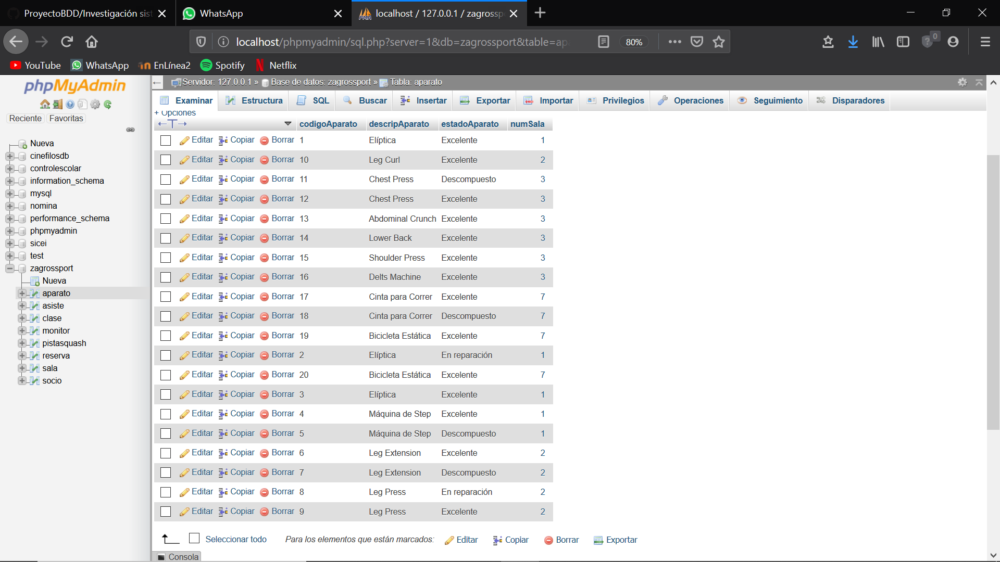 ProyectoBDD/Investigación sist
WhatsApp
localhost / 127.0.0.1 / zagrossp
localhost/phpmyadmin/sql.php?server=1&db=zagrossport&table=apa
80%
0
YouTube
WhatsApp
EnLínea2
Spotify
Netflix
phpMyAdmin
Reciente
Favoritas
Nueva
cinefilosdb
controlescolar
information_schema
mysql
nomina
performance_schema
phpmyadmin
sicei
test
zagrossport
Nueva
aparato
asiste
clase
monitor
pistasquash
reserva
sala
socio
Servidor: 127.0.0.1 » Base de datos: zagrossport » Tabla: aparato
Examinar Estructura SQL Buscar Insertar Exportar Importar Privilegios Operaciones Seguimiento Disparadores
+ Opciones
←T→ codigoAparato descripAparato estadoAparato numSala
Editar Copiar Borrar 1 Elíptica Excelente 1
Editar Copiar Borrar 10 Leg Curl Excelente 2
Editar Copiar Borrar 11 Chest Press Descompuesto 3
Editar Copiar Borrar 12 Chest Press Excelente 3
Editar Copiar Borrar 13 Abdominal Crunch Excelente 3
Editar Copiar Borrar 14 Lower Back Excelente 3
Editar Copiar Borrar 15 Shoulder Press Excelente 3
Editar Copiar Borrar 16 Delts Machine Excelente 3
Editar Copiar Borrar 17 Cinta para Correr Excelente 7
Editar Copiar Borrar 18 Cinta para Correr Descompuesto 7
Editar Copiar Borrar 19 Bicicleta Estática Excelente 7
Editar Copiar Borrar 2 Elíptica En reparación 1
Editar Copiar Borrar 20 Bicicleta Estática Excelente 7
Editar Copiar Borrar 3 Elíptica Excelente 1
Editar Copiar Borrar 4 Máquina de Step Excelente 1
Editar Copiar Borrar 5 Máquina de Step Descompuesto 1
Editar Copiar Borrar 6 Leg Extension Excelente 2
Editar Copiar Borrar 7 Leg Extension Descompuesto 2
Editar Copiar Borrar 8 Leg Press En reparación 2
Editar Copiar Borrar 9 Leg Press Excelente 2
Seleccionar todo Para los elementos que están marcados: Editar Copiar Borrar Exportar
Consola